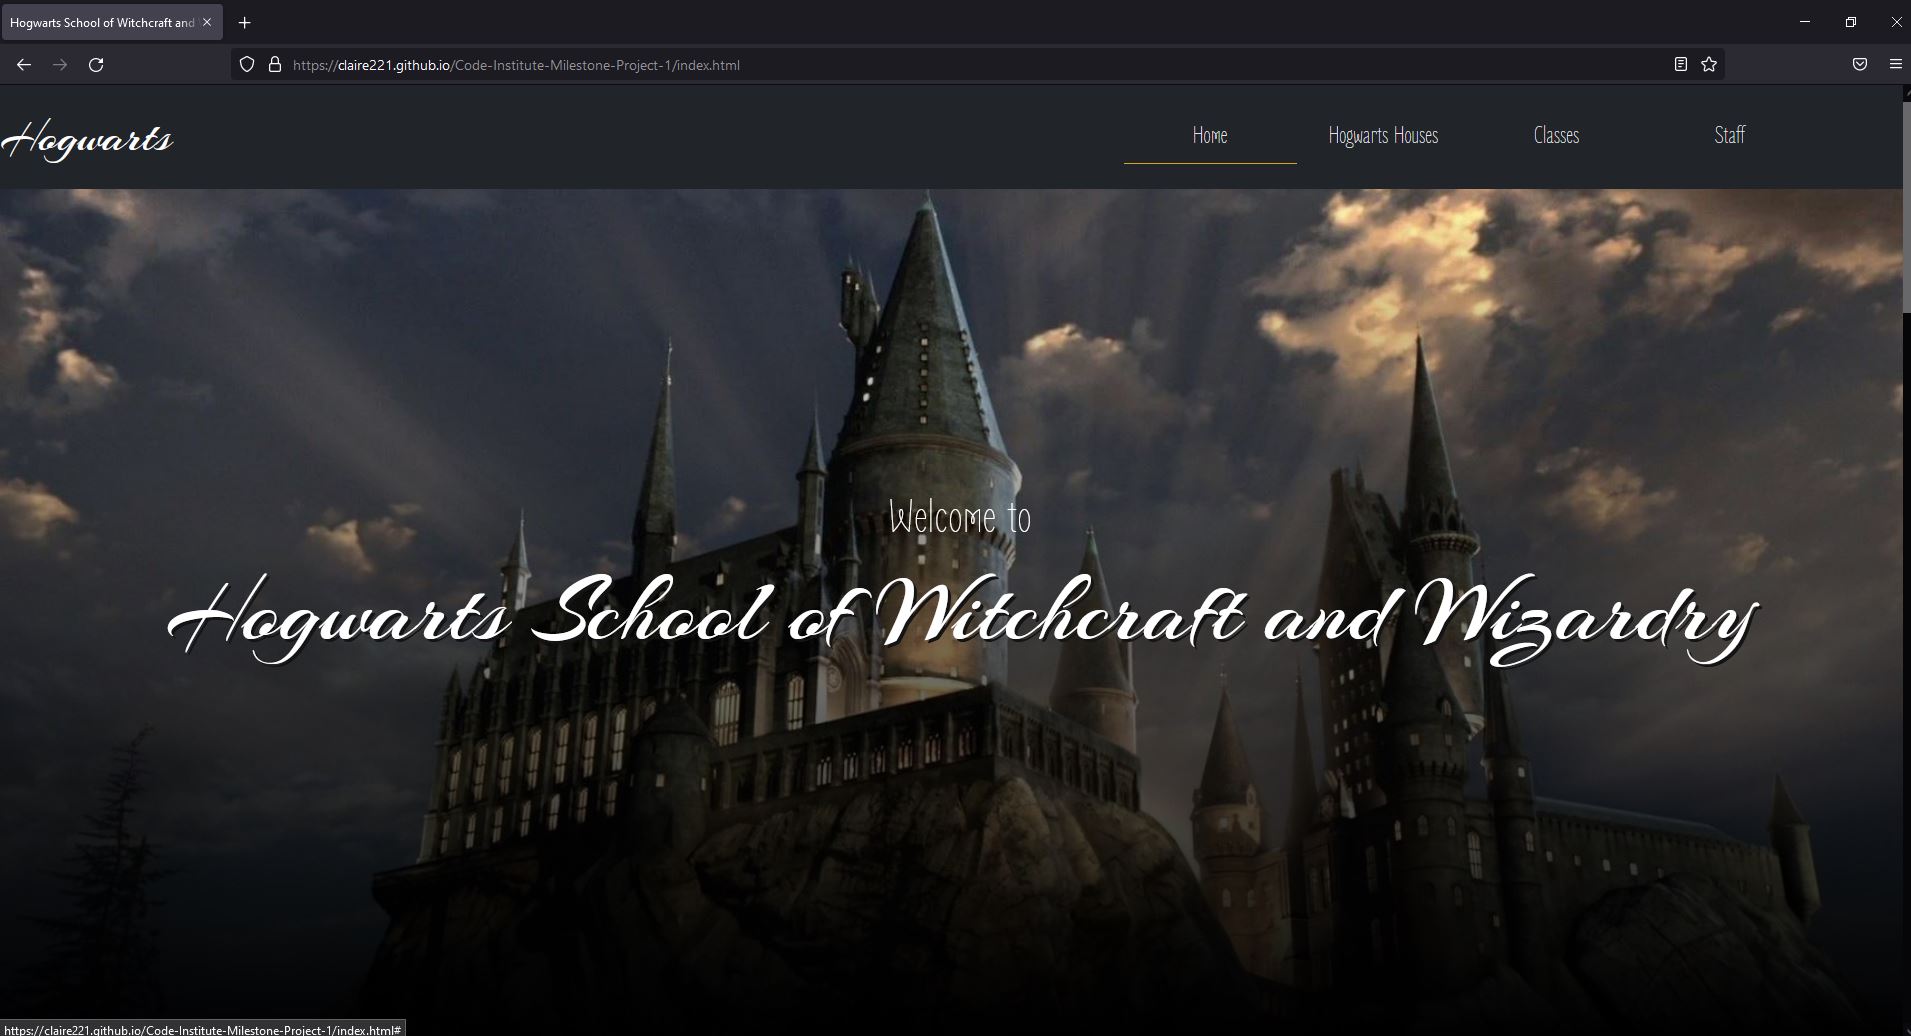 Hogwarts School of Witchcraft and
https://claire221.github.io/Code-Institute-Milestone-Project-1/index.html
Hogwarts
Home Hogwarts Houses Classes Staff
Welcome to
Hogwarts School of Witchcraft and Wizardry
https://claire221.github.io/Code-Institute-Milestone-Project-1/index.html#